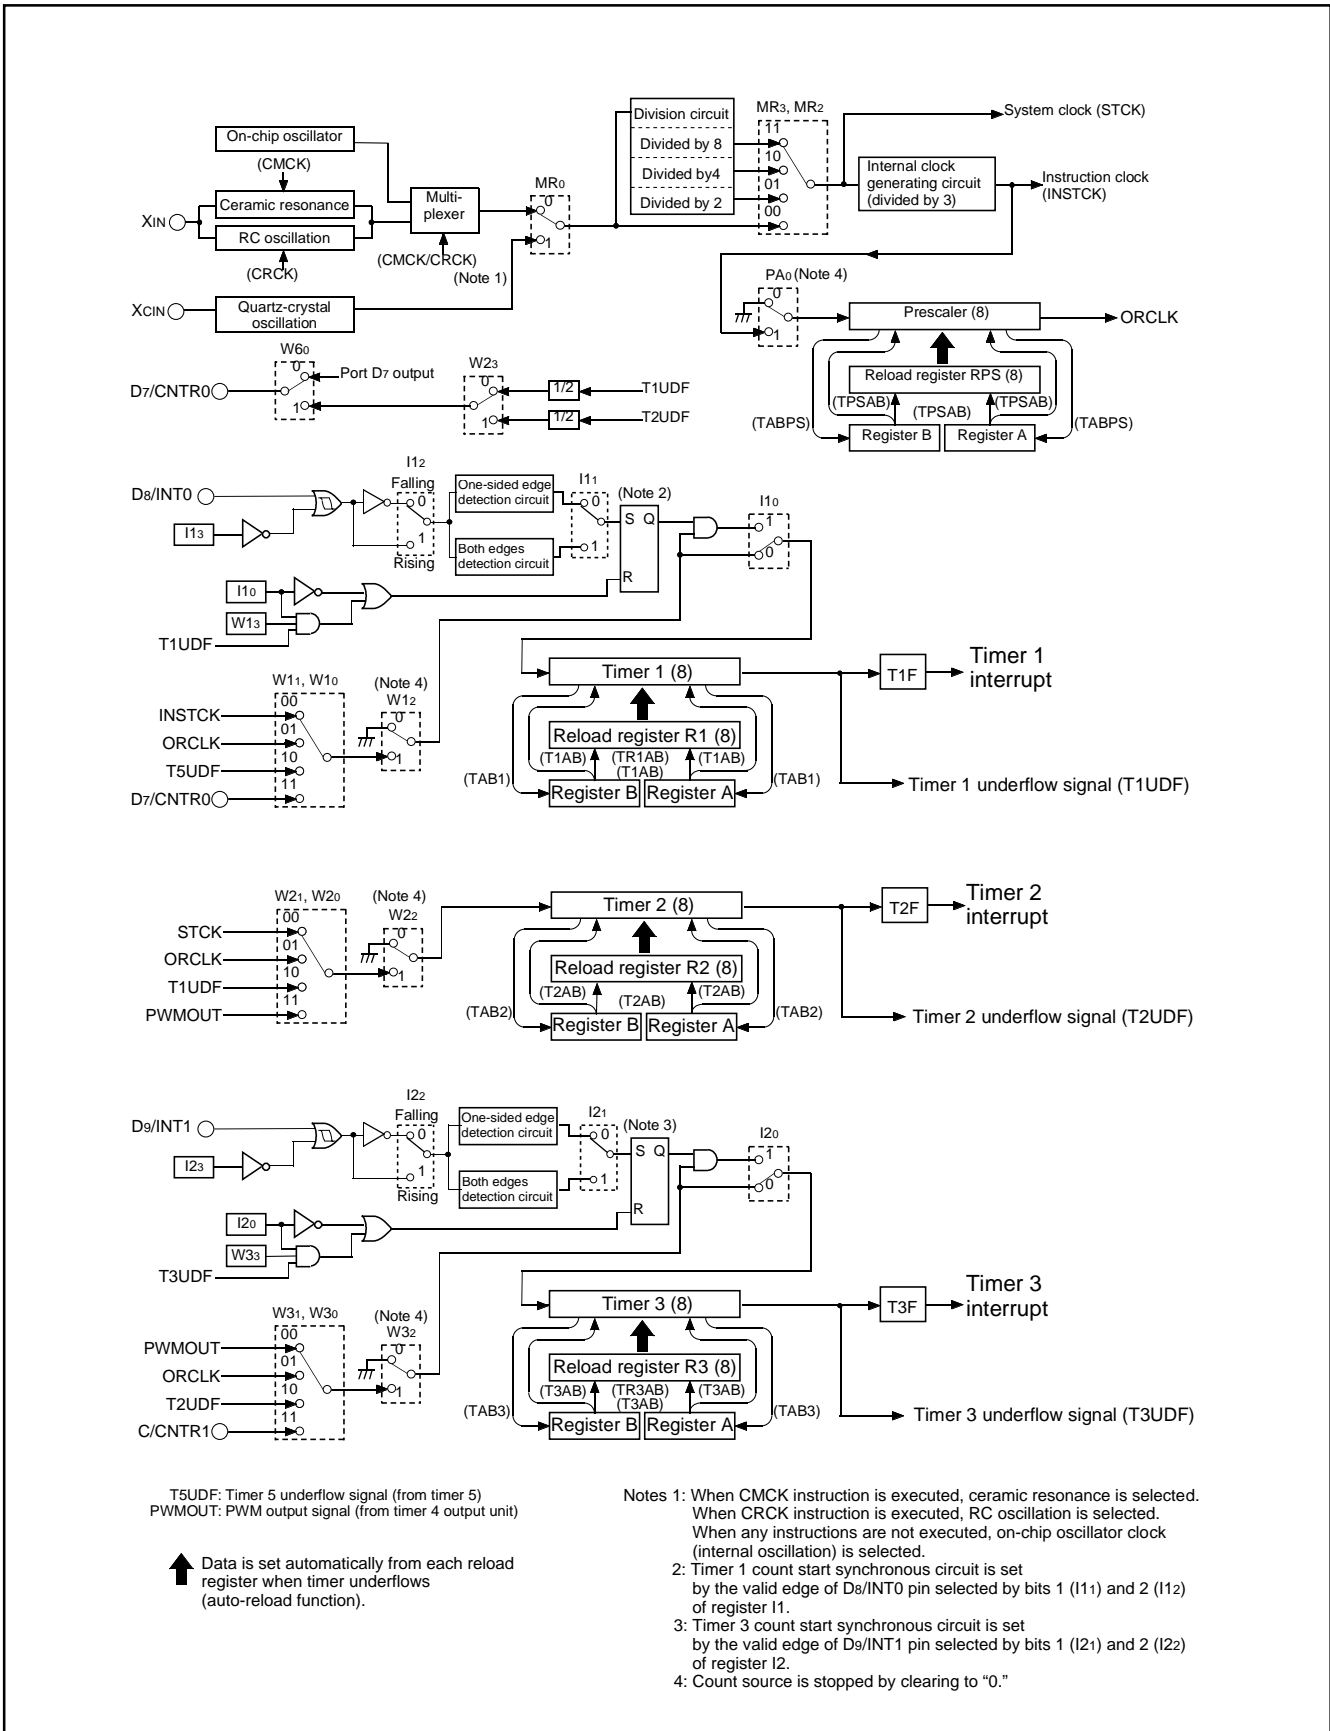 On-chip oscillator
(CMCK)
Ceramic resonance
XIN
RC oscillation
(CRCK)
Multi-
plexer
(CMCK/CRCK)
(Note 1)
XCIN
Quartz-crystal
oscillation
MR0
0
1
Division circuit
Divided by 8
Divided by4
Divided by 2
MR3, MR2
11
10
01
00
System clock (STCK)
Internal clock
generating circuit
(divided by 3)
Instruction clock
(INSTCK)
PA0 (Note 4)
0
1
Prescaler (8)
ORCLK
Reload register RPS (8)
(TPSAB)
(TPSAB)
(TPSAB)
(TABPS)
Register B
Register A
(TABPS)
W60
0
1
Port D7 output
D7/CNTR0
W23
0
1
1/2
T1UDF
1/2
T2UDF
D8/INT0
I13
I12
Falling
0
1
Rising
One-sided edge
detection circuit
Both edges
detection circuit
I11
0
1
(Note 2)
S Q
R
I10
1
0
I10
W13
T1UDF
W11, W10
00
INSTCK
01
ORCLK
10
T5UDF
11
D7/CNTR0
(Note 4)
W12
0
1
Timer 1 (8)
T1F
Timer 1
interrupt
Reload register R1 (8)
(T1AB)
(TR1AB)
(T1AB)
(T1AB)
(TAB1)
Register B
Register A
(TAB1)
Timer 1 underflow signal (T1UDF)
W21, W20
00
STCK
01
ORCLK
10
T1UDF
11
PWMOUT
(Note 4)
W22
0
1
Timer 2 (8)
T2F
Timer 2
interrupt
Reload register R2 (8)
(T2AB)
(T2AB)
(T2AB)
(TAB2)
Register B
Register A
(TAB2)
Timer 2 underflow signal (T2UDF)
D9/INT1
I23
I22
Falling
0
1
Rising
One-sided edge
detection circuit
Both edges
detection circuit
I21
0
1
(Note 3)
S Q
R
I20
1
0
I20
W33
T3UDF
W31, W30
00
PWMOUT
01
ORCLK
10
T2UDF
11
C/CNTR1
(Note 4)
W32
0
1
Timer 3 (8)
T3F
Timer 3
interrupt
Reload register R3 (8)
(T3AB)
(TR3AB)
(T3AB)
(T3AB)
(TAB3)
Register B
Register A
(TAB3)
Timer 3 underflow signal (T3UDF)
T5UDF: Timer 5 underflow signal (from timer 5)
PWMOUT: PWM output signal (from timer 4 output unit)
Data is set automatically from each reload
register when timer underflows
(auto-reload function).
Notes 1: When CMCK instruction is executed, ceramic resonance is selected.
When CRCK instruction is executed, RC oscillation is selected.
When any instructions are not executed, on-chip oscillator clock
(internal oscillation) is selected.
2: Timer 1 count start synchronous circuit is set
by the valid edge of D8/INT0 pin selected by bits 1 (I11) and 2 (I12)
of register I1.
3: Timer 3 count start synchronous circuit is set
by the valid edge of D9/INT1 pin selected by bits 1 (I21) and 2 (I22)
of register I2.
4: Count source is stopped by clearing to “0.”